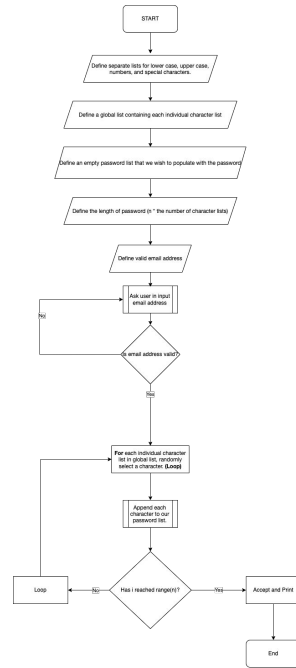 START
Define separate lists for lower case, upper case,
numbers, and special characters.
Define a global list containing each individual character list
Define an empty password list that we wish to populate with the password
Define the length of password (n * the number of character lists)
Define valid email address
Ask user in input
email address
No
is email address valid?
Yes
For each individual character
list in global list, randomly
select a character. (Loop)
Append each
character to our
password list.
Loop
No
Has i reached range(n)?
Yes
Accept and Print
End